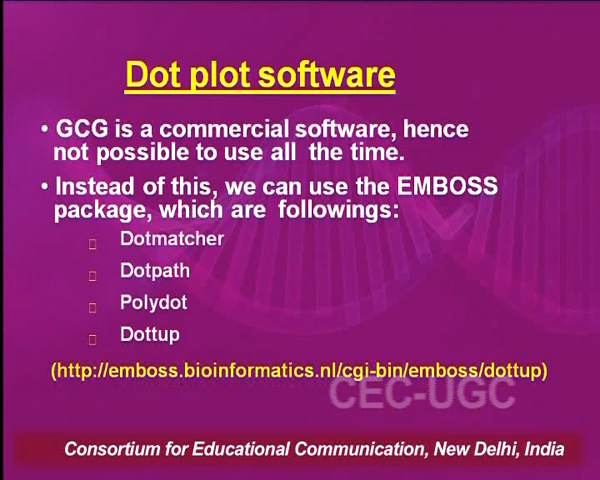 Dot plot software
• GCG is a commercial software, hence
not possible to use all the time.
• Instead of this, we can use the EMBOSS
package, which are followings:
Dotmatcher
Dotpath
Polydot
Dottup
(http://emboss.bioinformatics.nl/cgi-bin/emboss/dottup)
CEC-UGC
Consortium for Educational Communication, New Delhi, India